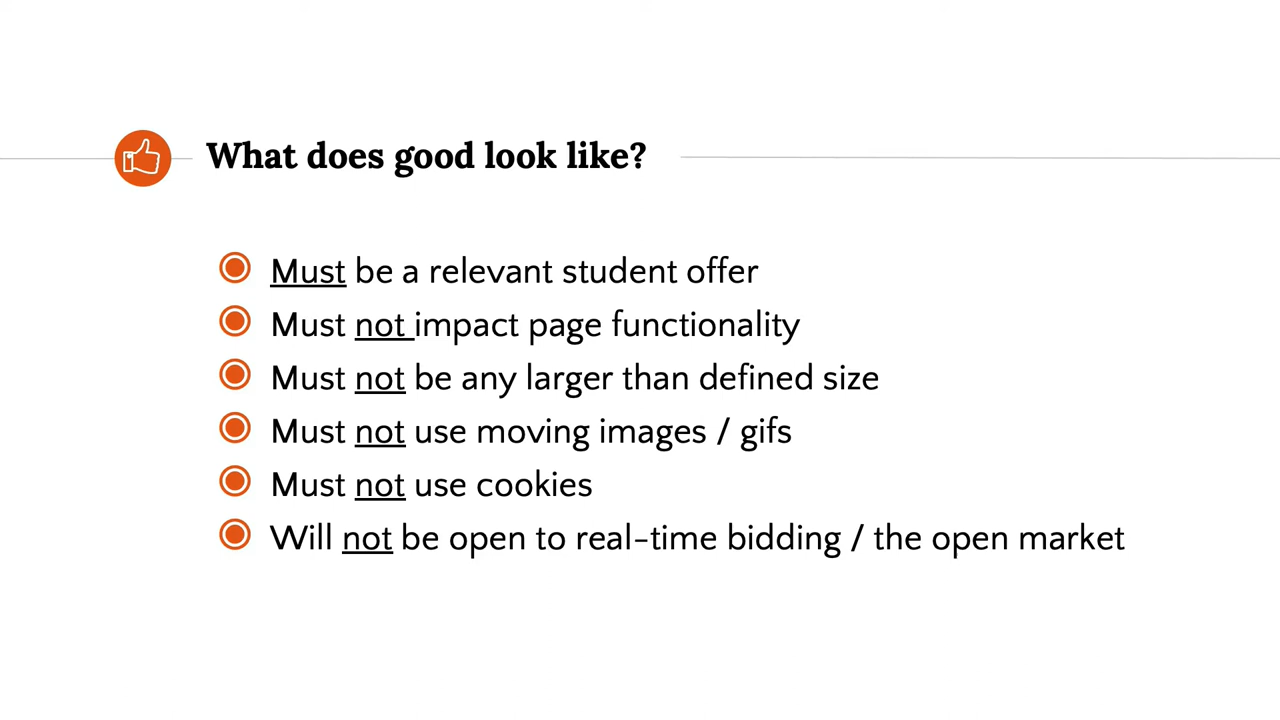 What does good look like?
Must be a relevant student offer
Must not impact page functionality
Must not be any larger than defined size
Must not use moving images / gifs
Must not use cookies
Will not be open to real-time bidding / the open market